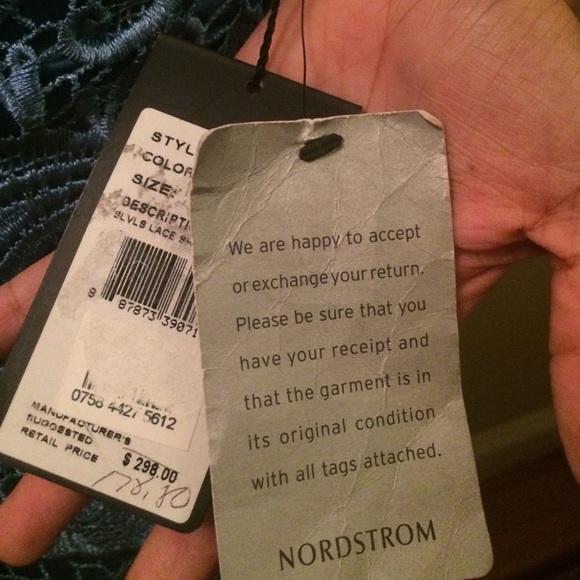 STYL
COLOR
SIZE:
DESCRIPTI
SLVLS LACE SH
8 87873 39071
0758 4427 5612
MANUFACTURER'S
SUGGESTED
RETAIL PRICE
$ 298.00
178.80
We are happy to accept
or exchange your return.
Please be sure that you
have your receipt and
that the garment is in
its original condition
with all tags attached.
NORDSTROM